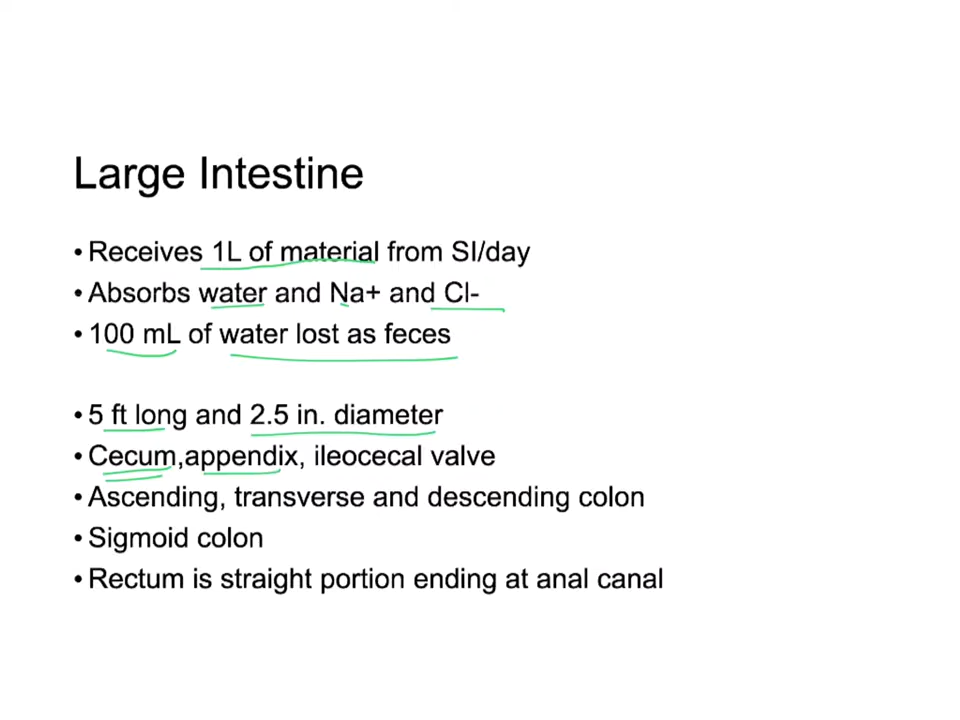 Large Intestine
• Receives 1L of material from SI/day
• Absorbs water and Na+ and Cl-
• 100 mL of water lost as feces
• 5 ft long and 2.5 in. diameter
• Cecum,appendix, ileocecal valve
• Ascending, transverse and descending colon
• Sigmoid colon
• Rectum is straight portion ending at anal canal